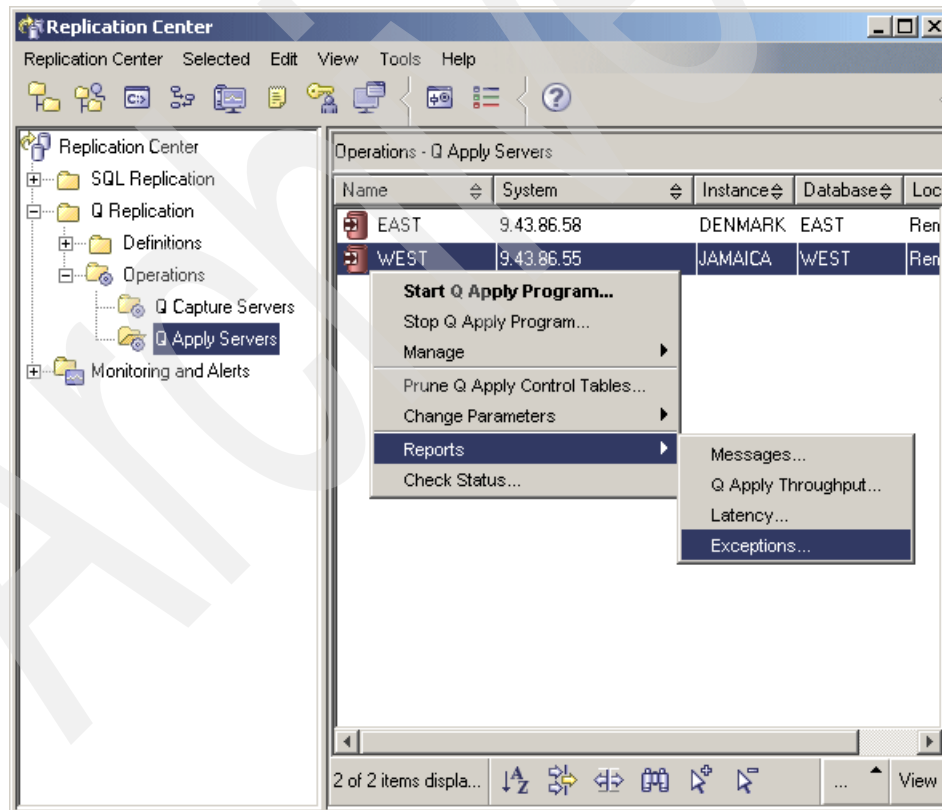 Replication Center
Replication Center Selected Edit View Tools Help
Replication Center
SQL Replication
Q Replication
Definitions
Operations
Q Capture Servers
Q Apply Servers
Monitoring and Alerts
Operations - Q Apply Servers
Name System Instance Database Loc
EAST 9.43.86.58 DENMARK EAST Rem
WEST 9.43.86.55 JAMAICA WEST Rem
Start Q Apply Program...
Stop Q Apply Program...
Manage
Prune Q Apply Control Tables...
Change Parameters
Reports
Check Status...
Messages...
Q Apply Throughput...
Latency...
Exceptions...
2 of 2 items displa... ... View